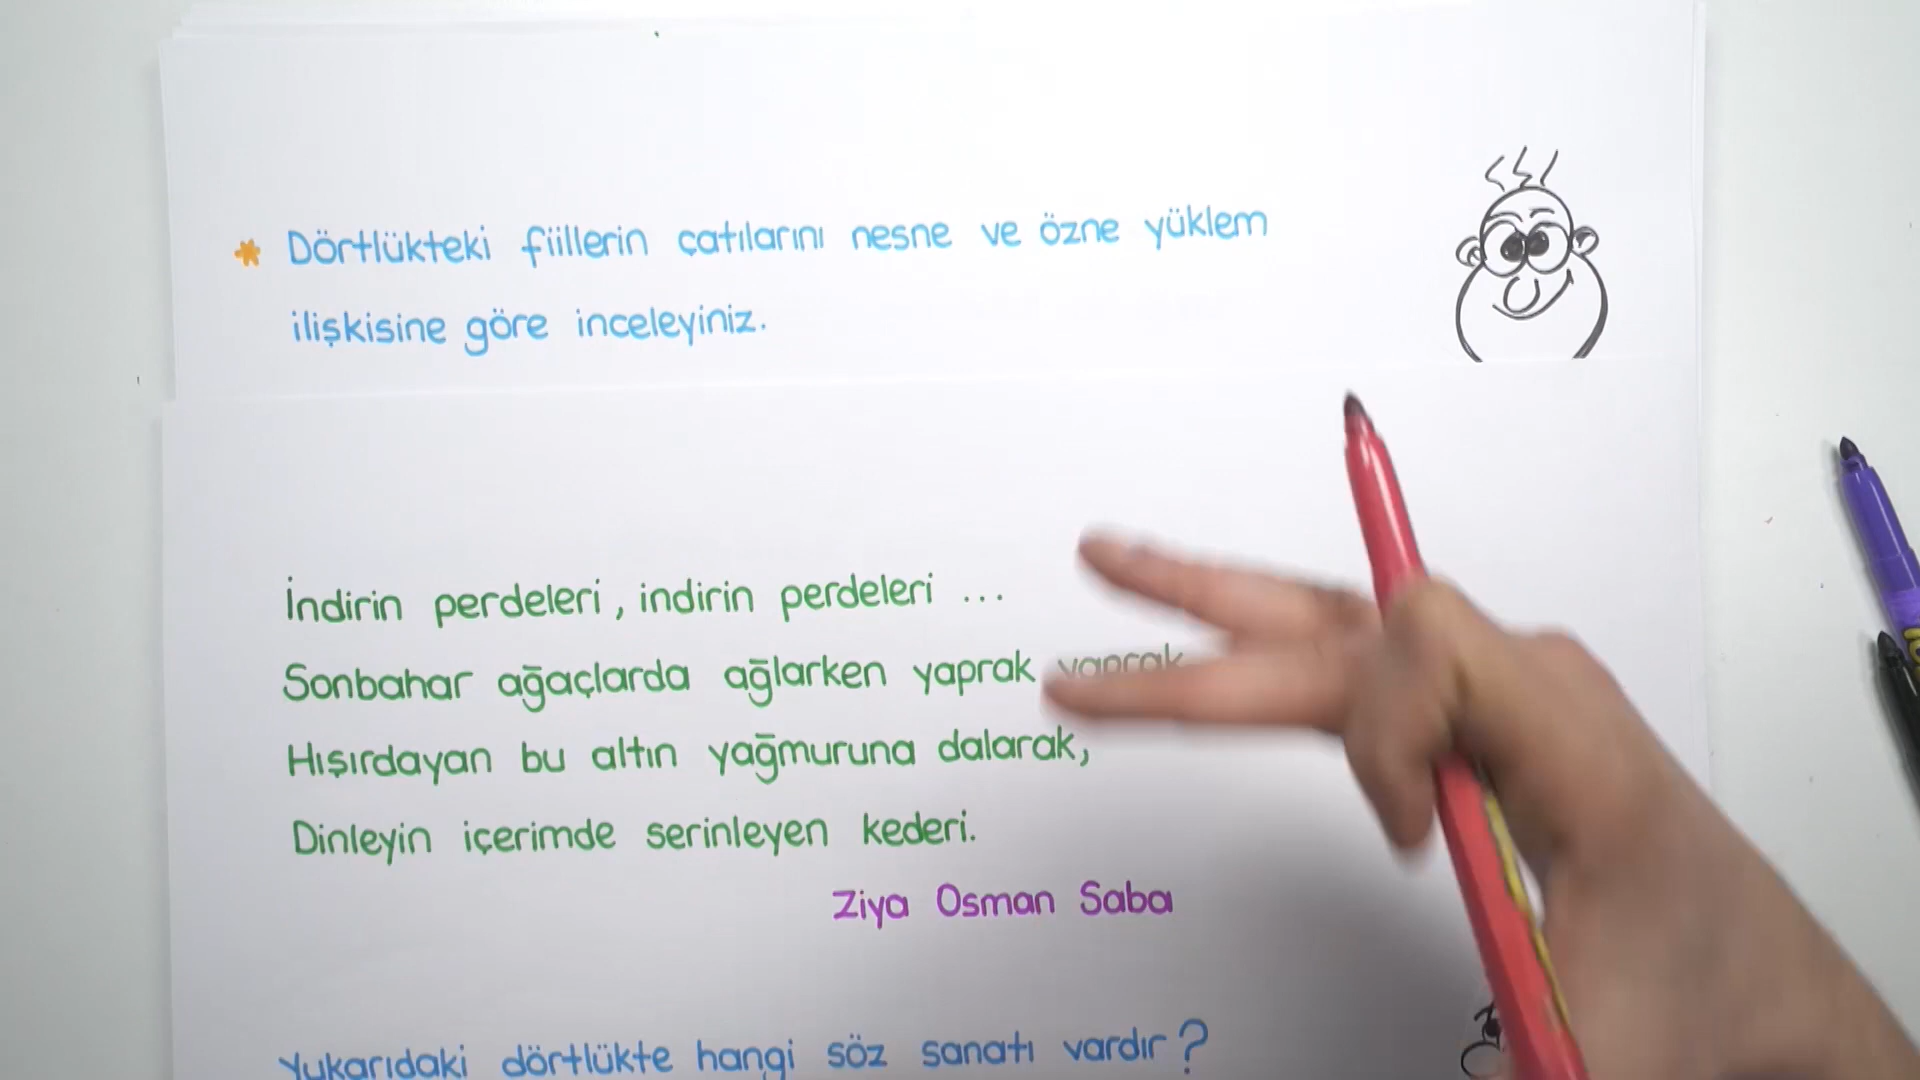 * Dörtlükteki fiillerin çatılarını nesne ve özne yüklem
ilişkisine göre inceleyiniz.
İndirin perdeleri, indirin perdeleri ...
Sonbahar ağaçlarda ağlarken yaprak yaprak
Hışırdayan bu altın yağmuruna dalarak,
Dinleyin içerimde serinleyen kederi.
Ziya Osman Saba
Yukarıdaki dörtlükte hangi söz sanatı vardır?